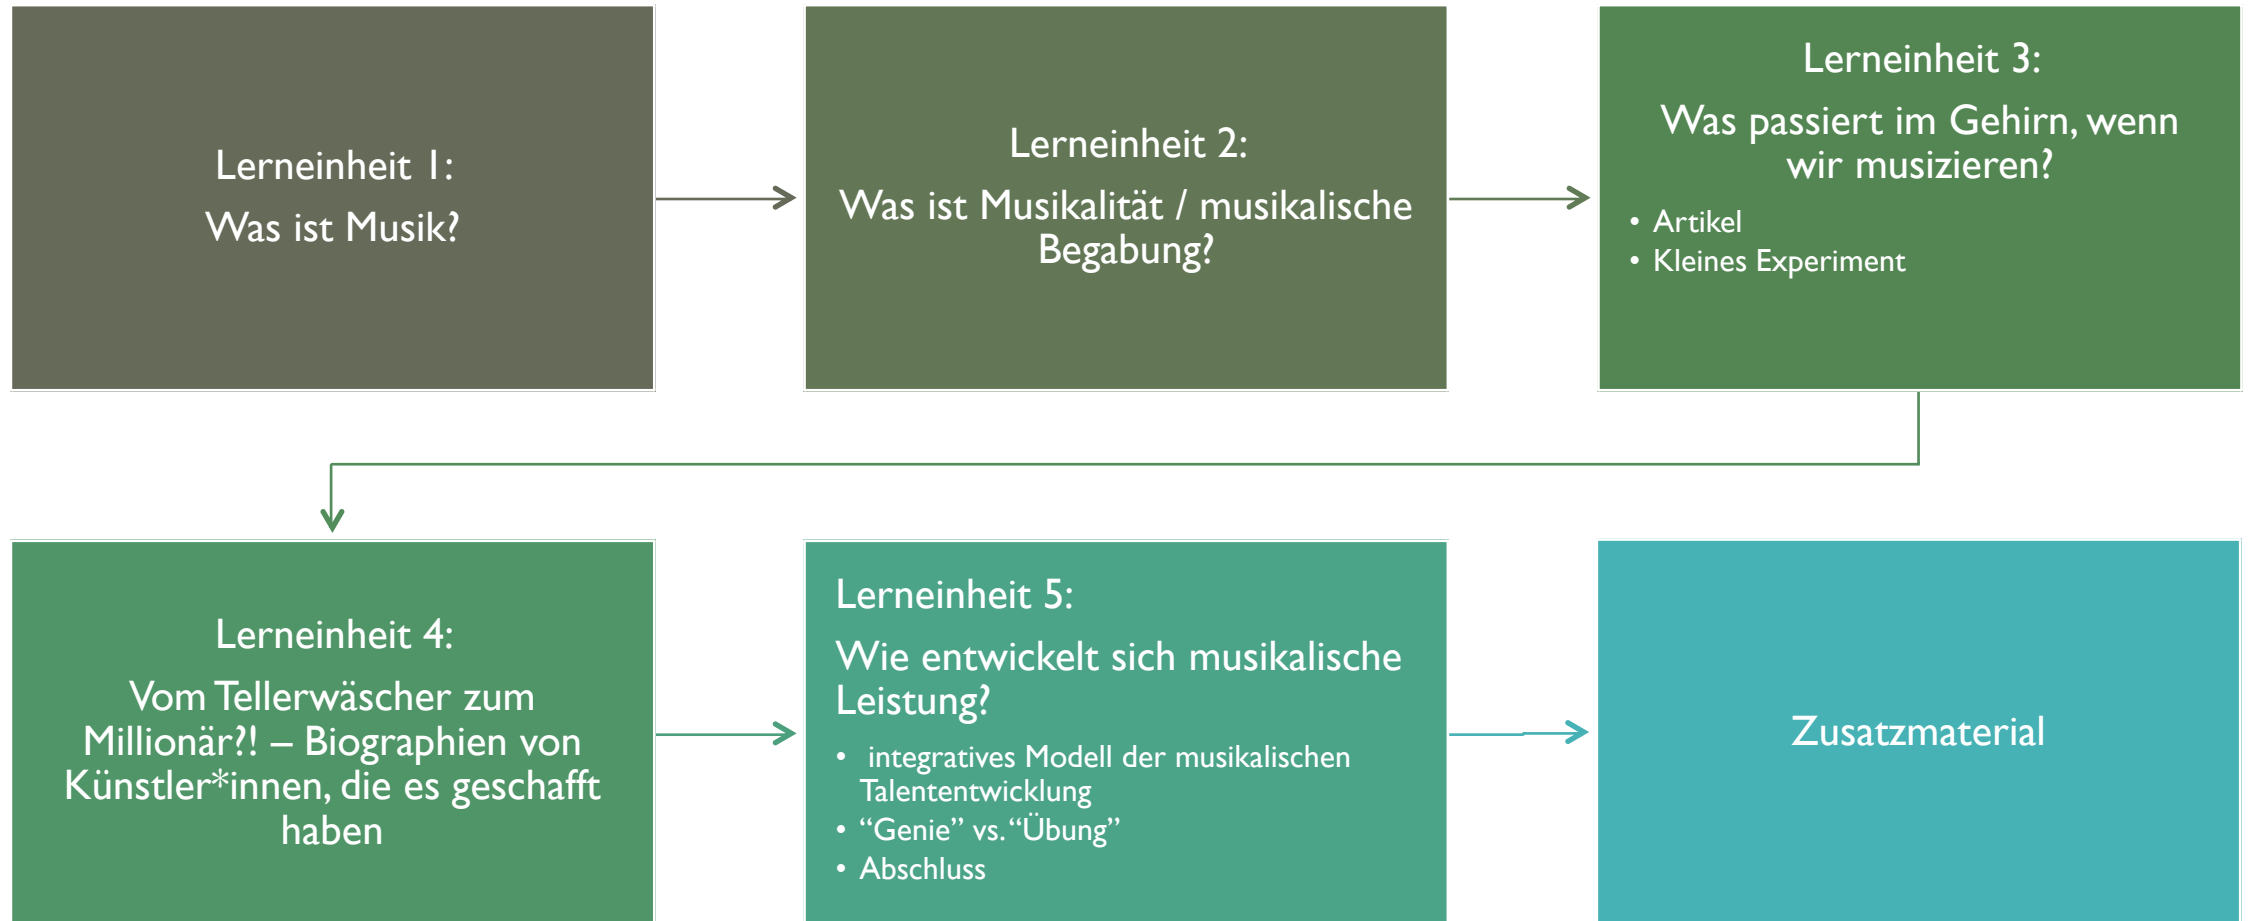 Lerneinheit 1:
Was ist Musik?
Lerneinheit 2:
Was ist Musikalität / musikalische
Begabung?
Lerneinheit 3:
Was passiert im Gehirn, wenn
wir musizieren?
• Artikel
• Kleines Experiment
Lerneinheit 4:
Vom Tellerwäscher zum
Millionär?! – Biographien von
Künstler*innen, die es geschafft
haben
Lerneinheit 5:
Wie entwickelt sich musikalische
Leistung?
• integratives Modell der musikalischen
Talententwicklung
• “Genie” vs. “Übung”
• Abschluss
Zusatzmaterial